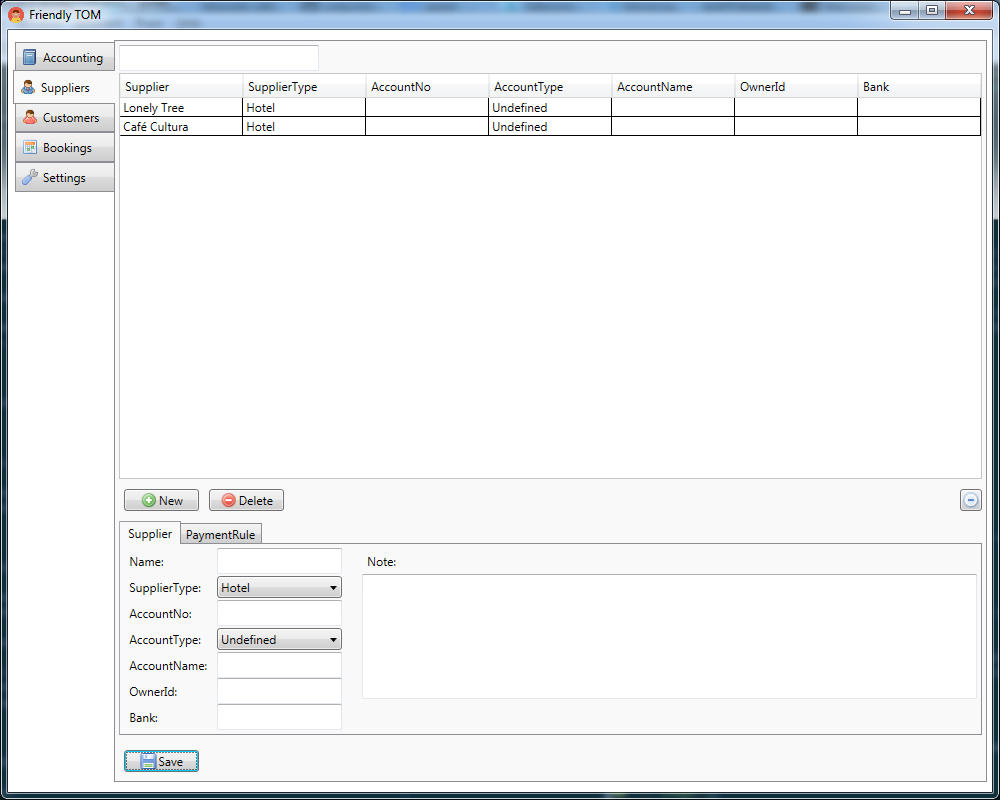 Friendly TOM
Accounting
Suppliers
Customers
Bookings
Settings
Supplier SupplierType AccountNo AccountType AccountName OwnerId Bank
Lonely Tree Hotel Undefined
Café Cultura Hotel Undefined
New Delete
Supplier PaymentRule
Name: Note:
SupplierType: Hotel
AccountNo:
AccountType: Undefined
AccountName:
OwnerId:
Bank:
Save